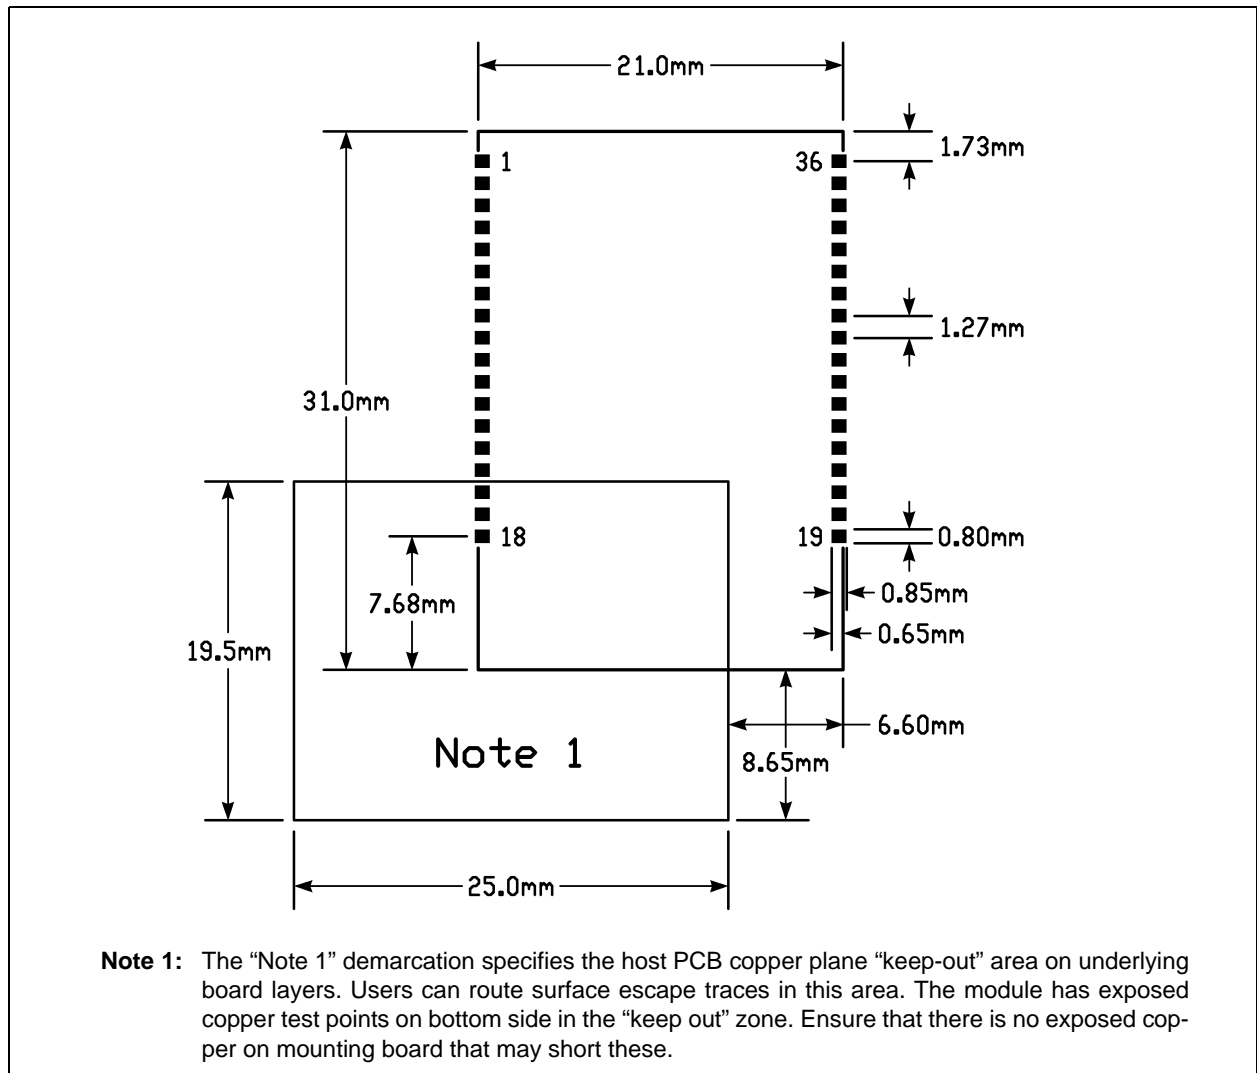 21.0mm
1.73mm
1
36
1.27mm
31.0mm
18
19
0.80mm
7.68mm
0.85mm
0.65mm
19.5mm
6.60mm
Note 1
8.65mm
25.0mm
Note 1: The “Note 1” demarcation specifies the host PCB copper plane “keep-out” area on underlying
board layers. Users can route surface escape traces in this area. The module has exposed
copper test points on bottom side in the “keep out” zone. Ensure that there is no exposed cop-
per on mounting board that may short these.